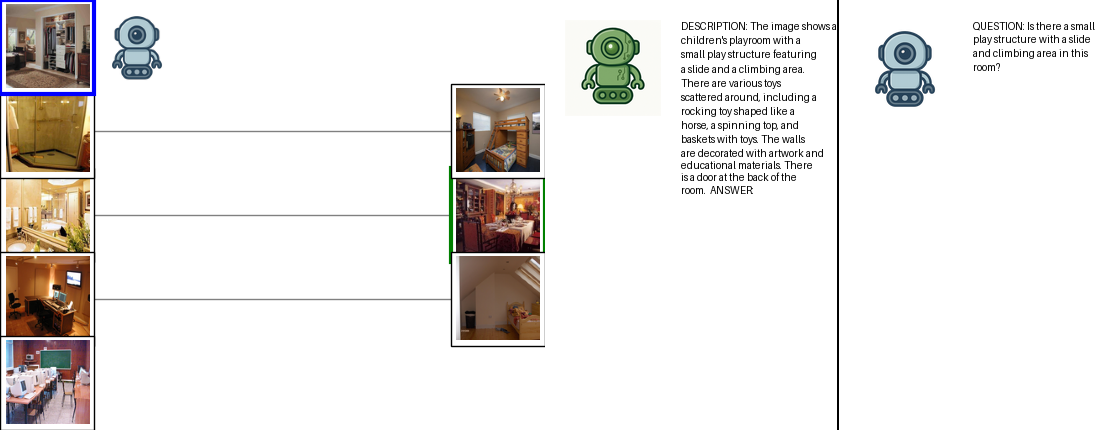 DESCRIPTION: The image shows a
children's playroom with a
small play structure featuring
a slide and a climbing area.
There are various toys
scattered around, including a
rocking toy shaped like a
horse, a spinning top, and
baskets with toys. The walls
are decorated with artwork and
educational materials. There
is a door at the back of the
room. ANSWER:
QUESTION: Is there a small
play structure with a slide
and climbing area in this
room?